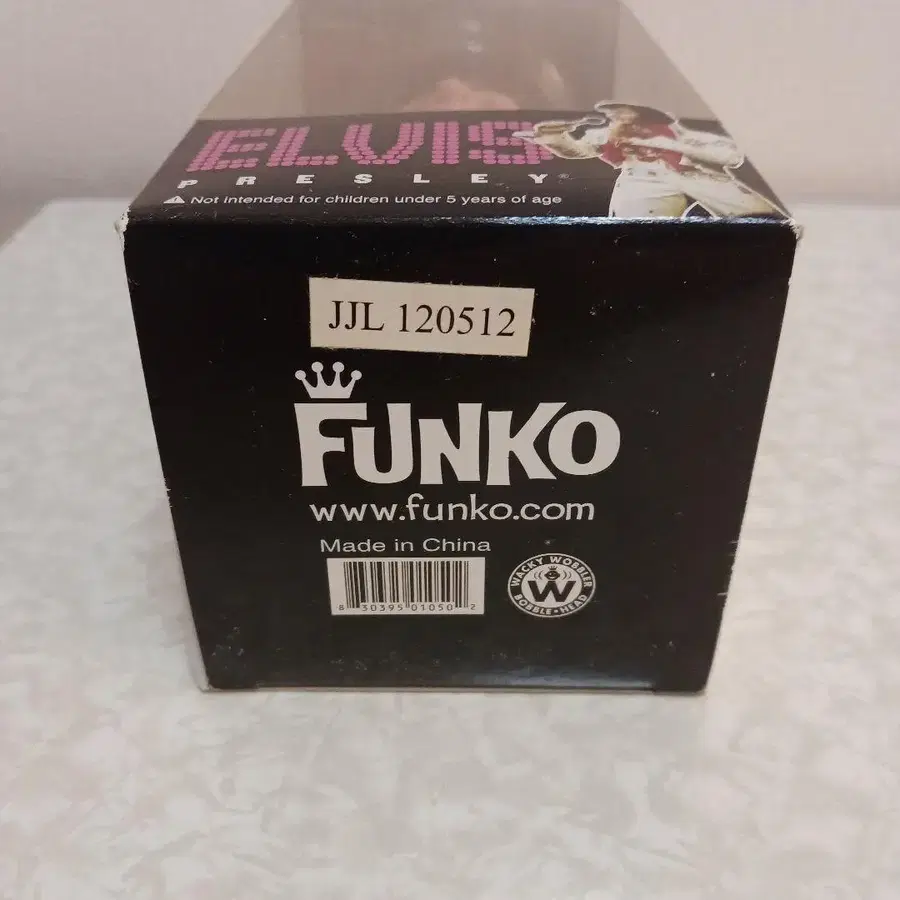 ELVIS
PRESLEY®
⚠ Not intended for children under 5 years of age
JJL 120512
FUNKO
www.funko.com
Made in China
8 30395 01050 2
WACKY WOBBLER
W
BOBBLE-HEAD